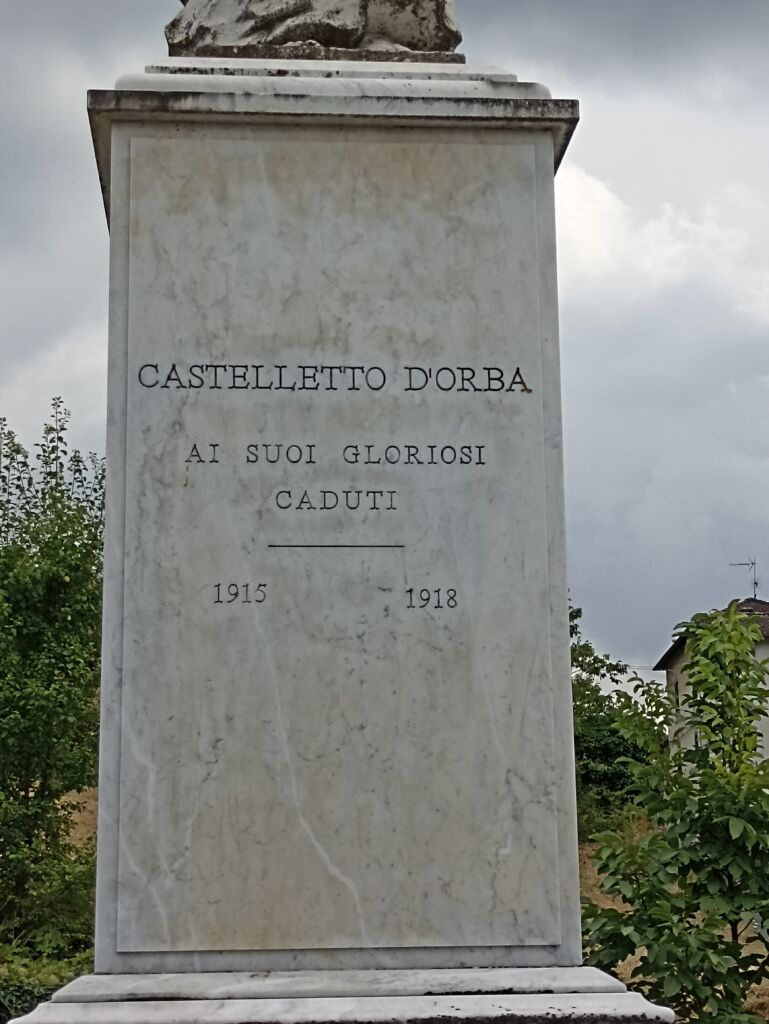 CASTELLETTO D'ORBA
AI SUOI GLORIOSI
CADUTI
1915 1918